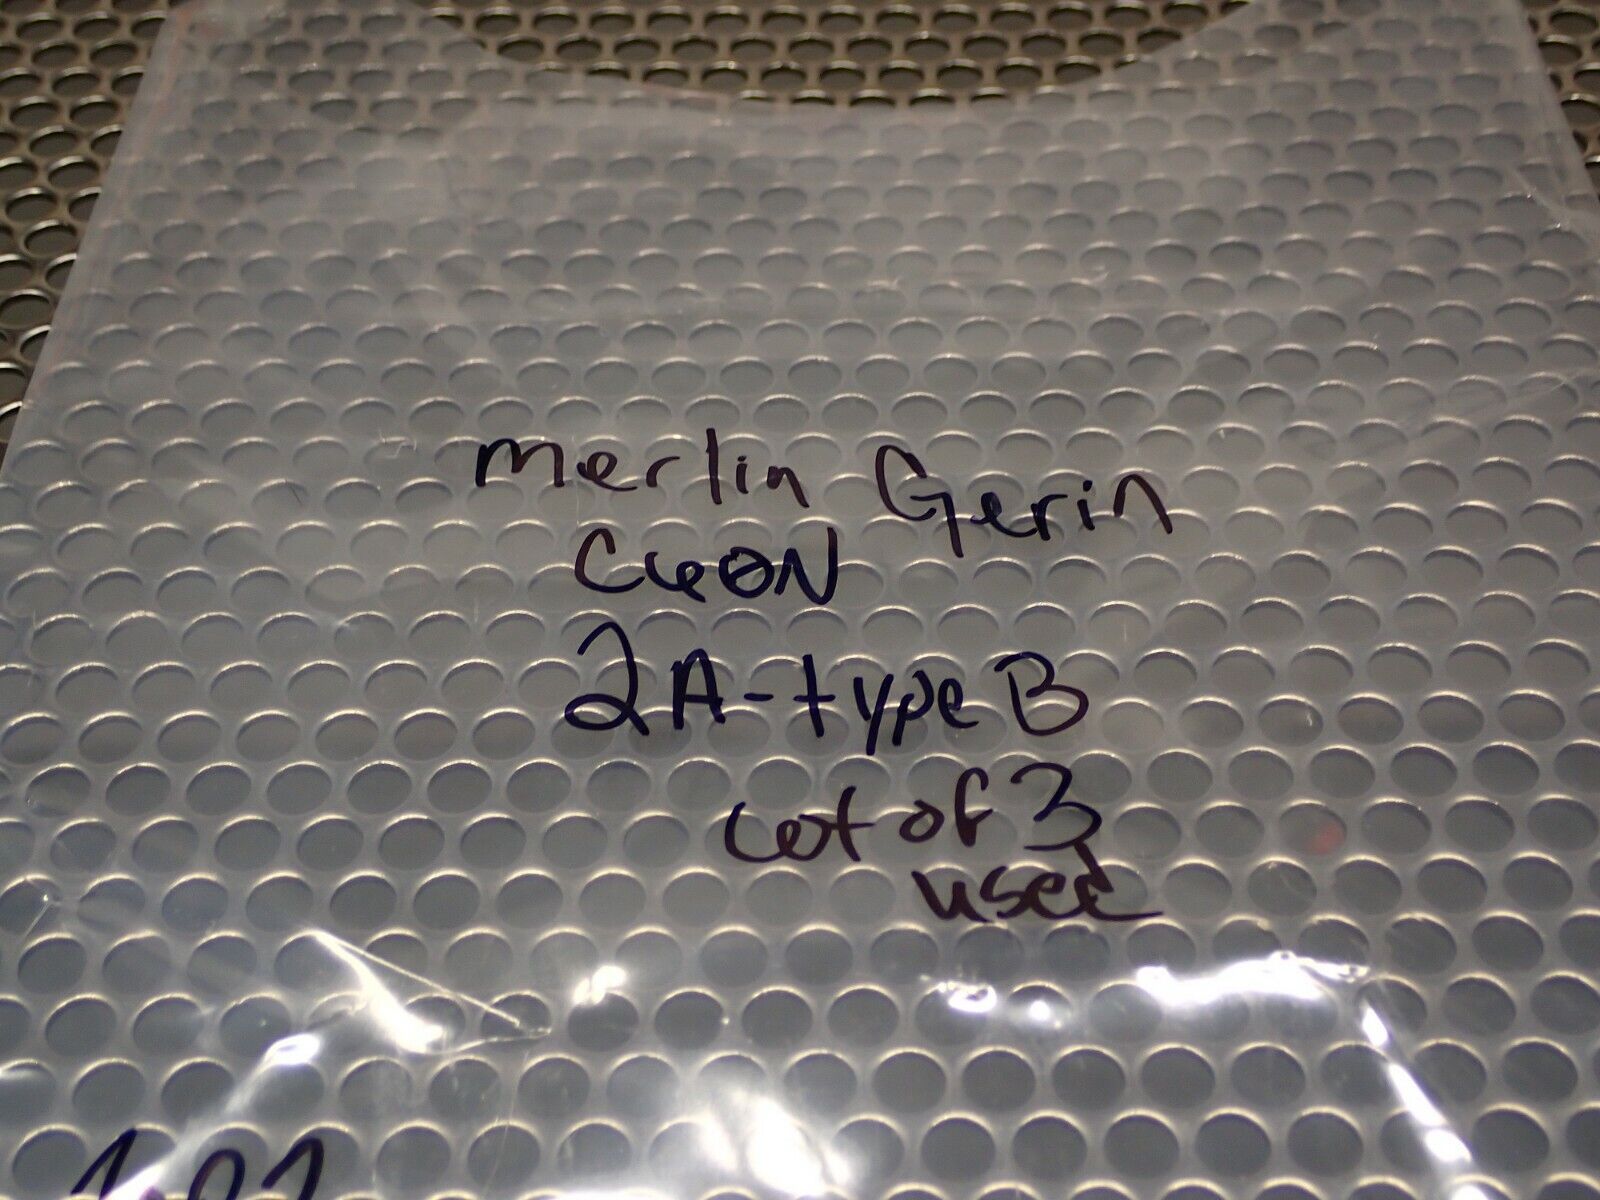 Merlin Gerin
C60N
2A-type B
Lot of 3
used